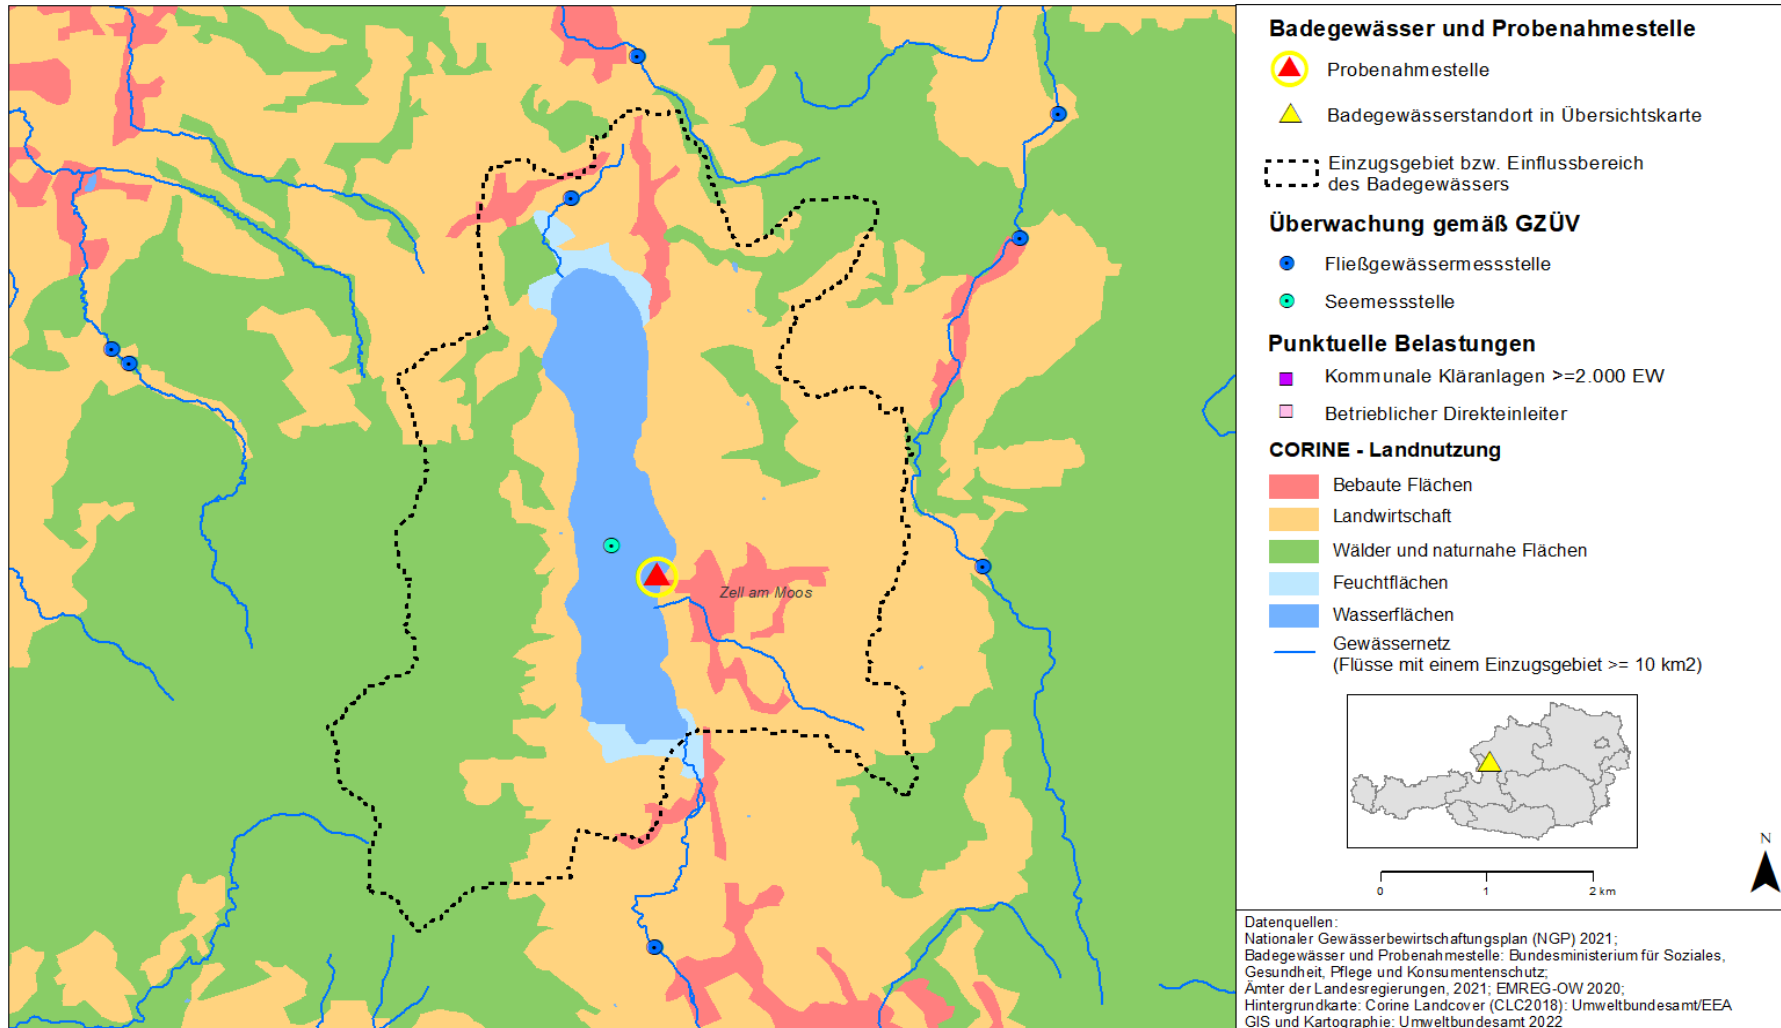 Zell am Moos
Badegewässer und Probenahmestelle
Probenahmestelle
Badegewässerstandort in Übersichtskarte
Einzugsgebiet bzw. Einflussbereich
des Badegewässers
Überwachung gemäß GZÜV
Fließgewässermessstelle
Seemessstelle
Punktuelle Belastungen
Kommunale Kläranlagen >=2.000 EW
Betrieblicher Direkteinleiter
CORINE - Landnutzung
Bebaute Flächen
Landwirtschaft
Wälder und naturnahe Flächen
Feuchtflächen
Wasserflächen
Gewässernetz
(Flüsse mit einem Einzugsgebiet >= 10 km2)
N
0 1 2 km
Datenquellen:
Nationaler Gewässerbewirtschaftungsplan (NGP) 2021;
Badegewässer und Probenahmestelle: Bundesministerium für Soziales,
Gesundheit, Pflege und Konsumentenschutz;
Ämter der Landesregierungen, 2021; EMREG-OW 2020;
Hintergrundkarte: Corine Landcover (CLC2018): Umweltbundesamt/EEA
GIS und Kartographie: Umweltbundesamt 2022